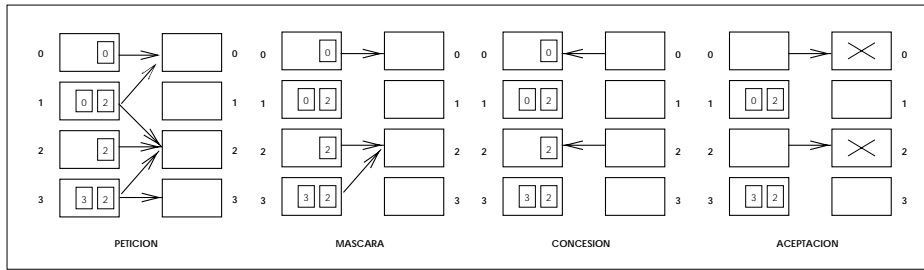 0 0 0 0 0 0 0 0 0 0 0
1 0 2 1 1 0 2 1 1 0 2 1 1 0 2 1
2 2 2 2 2 2 2 2 2 2 2
3 3 2 3 3 3 2 3 3 3 2 3 3 3 2 3
PETICION MASCARA CONCESION ACEPTACION